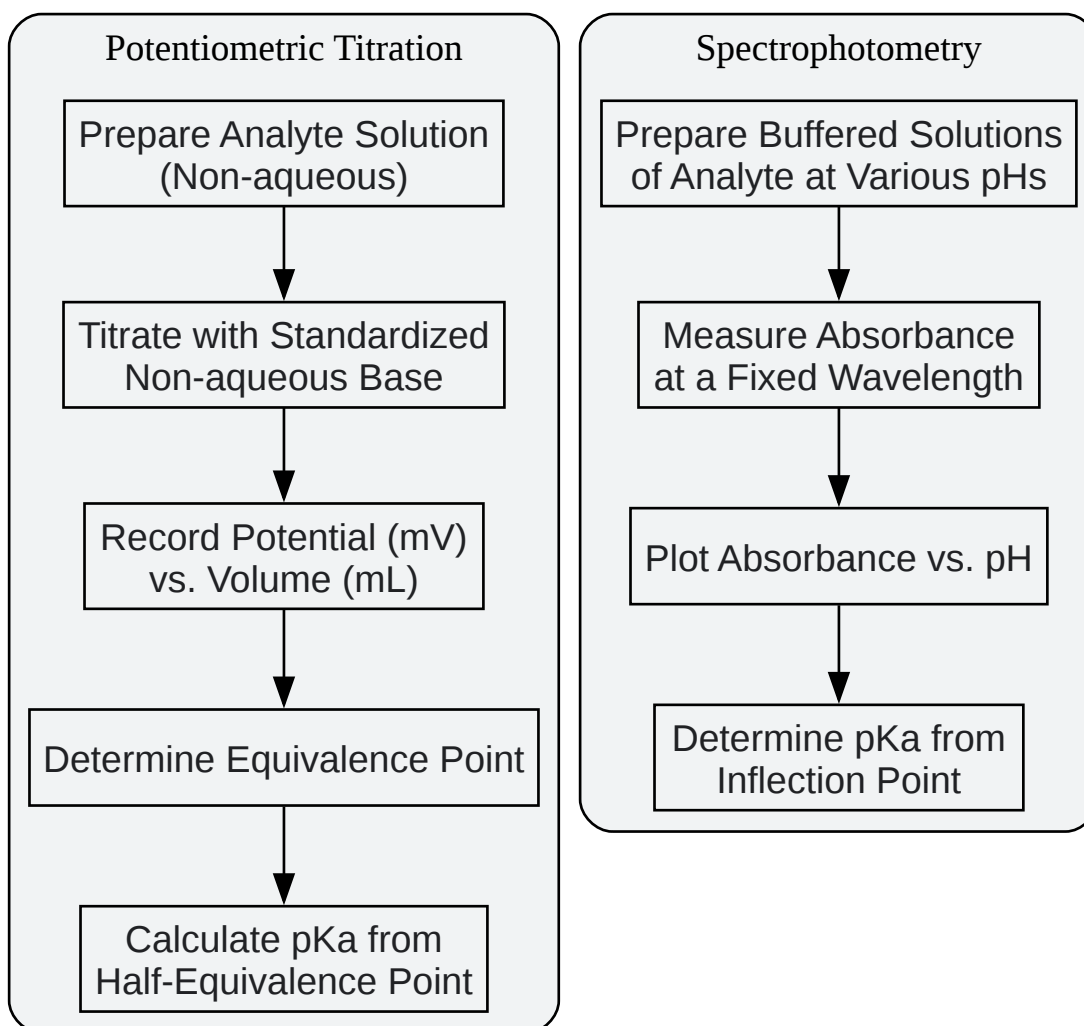 Potentiometric Titration
Prepare Analyte Solution
(Non-aqueous)
Titrate with Standardized
Non-aqueous Base
Record Potential (mV)
vs. Volume (mL)
Determine Equivalence Point
Calculate pKa from
Half-Equivalence Point
Spectrophotometry
Prepare Buffered Solutions
of Analyte at Various pHs
Measure Absorbance
at a Fixed Wavelength
Plot Absorbance vs. pH
Determine pKa from
Inflection Point